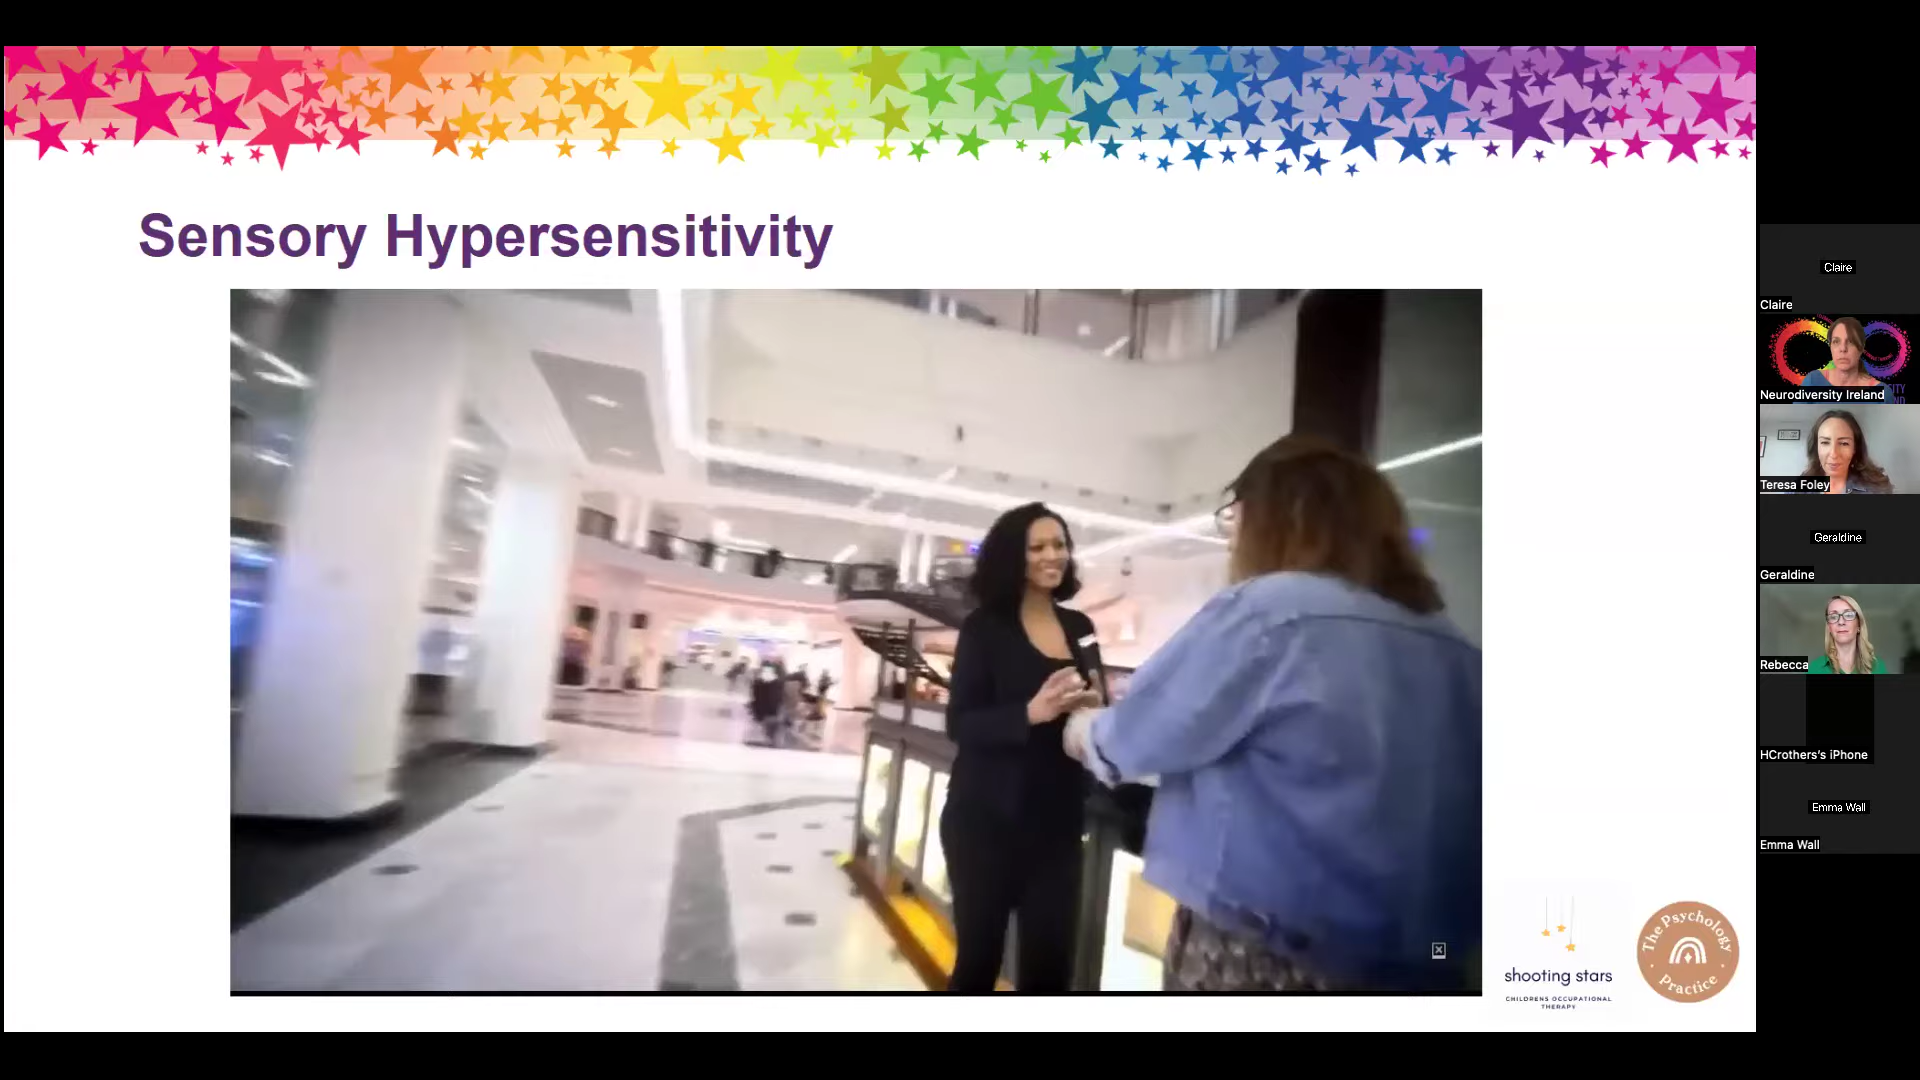 Sensory Hypersensitivity
shooting stars
CHILDRENS OCCUPATIONAL
THERAPY
The Psychology
Practice
Claire
Claire
Neurodiversity Ireland
Teresa Foley
Geraldine
Geraldine
Rebecca
HCrothers's iPhone
Emma Wall
Emma Wall